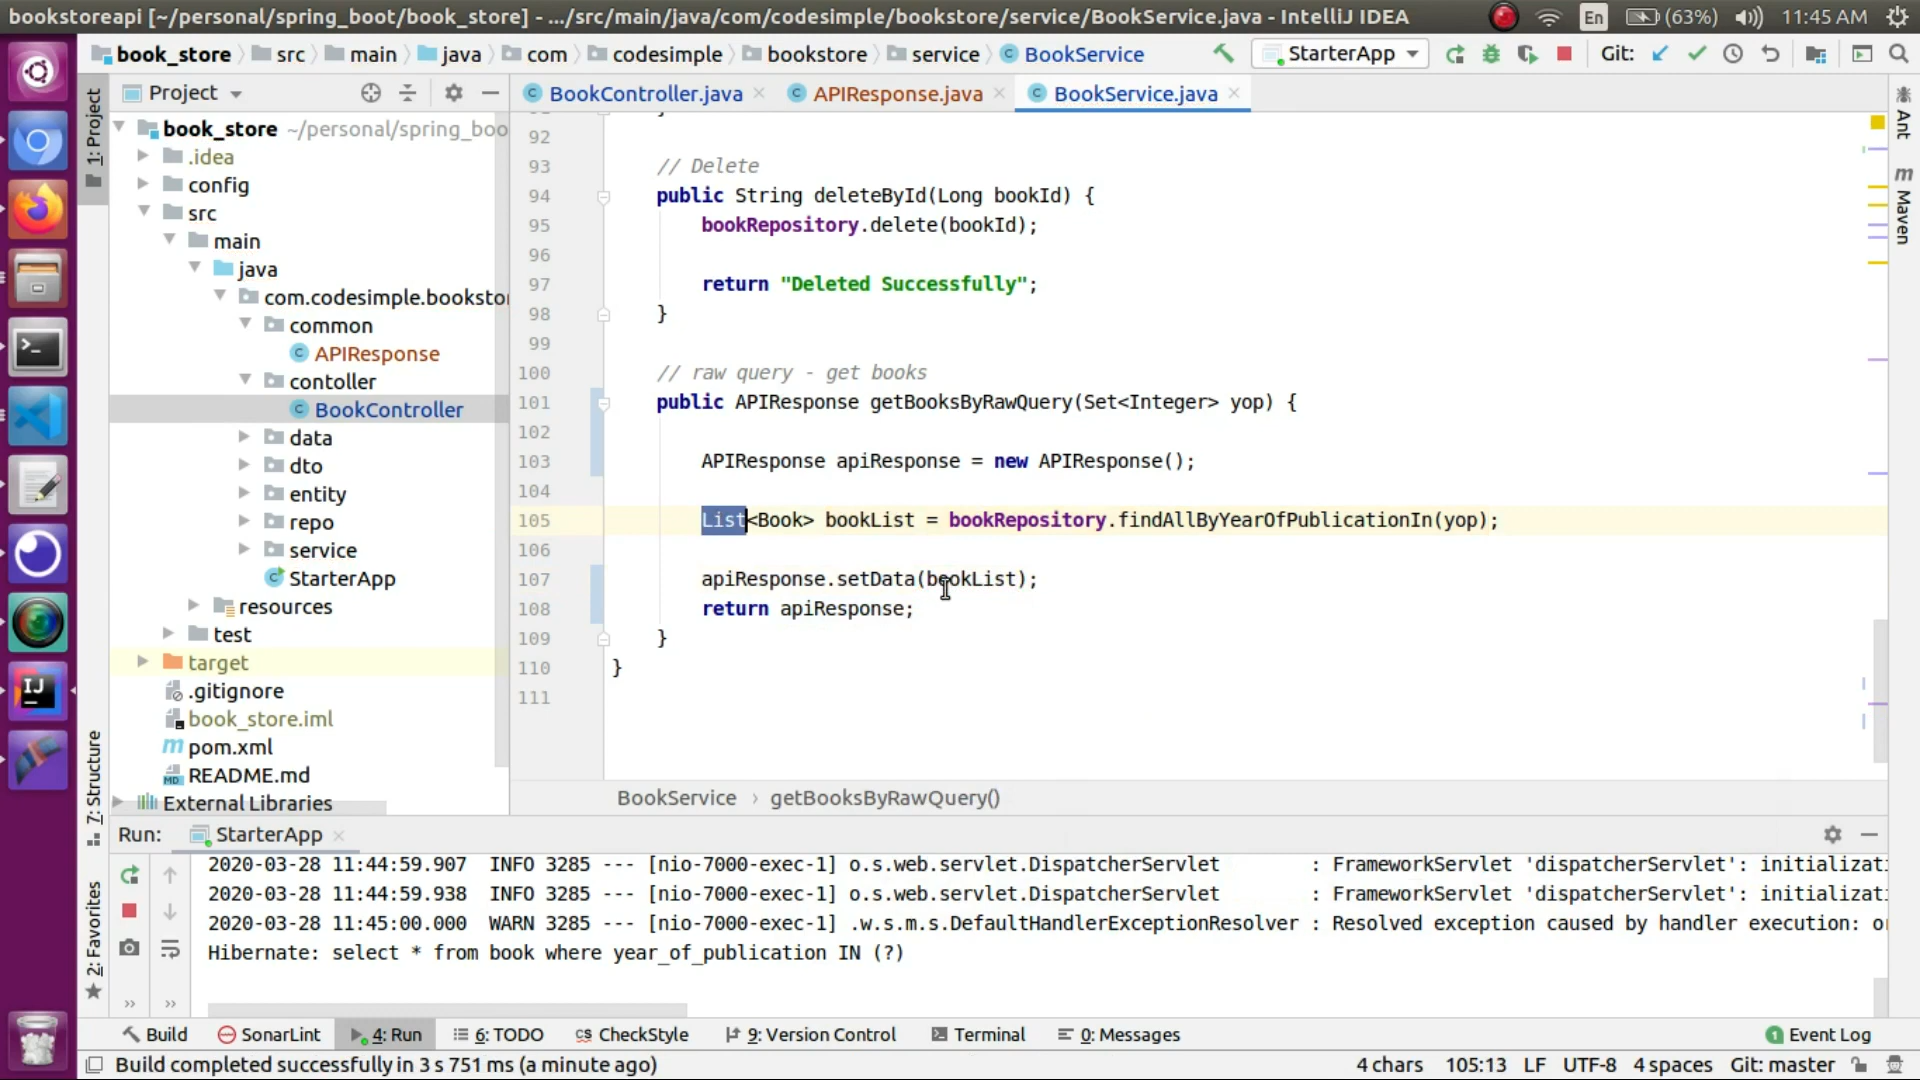 bookstoreapi [~/personal/spring_boot/book_store] - .../src/main/java/com/codesimple/bookstore/service/BookService.java - IntelliJ IDEA
En
(63%)
11:45 AM
book_store
src
main
java
com
codesimple
bookstore
service
BookService
StarterApp
Git:
1: Project
Project
BookController.java
APIResponse.java
BookService.java
Ant
Maven
book_store ~/personal/spring_boo
.idea
config
src
main
java
com.codesimple.booksto
common
APIResponse
contoller
BookController
data
dto
entity
repo
service
StarterApp
resources
test
target
.gitignore
book_store.iml
pom.xml
README.md
External Libraries
7: Structure
2: Favorites
92
93 // Delete
94 public String deleteById(Long bookId) {
95 bookRepository.delete(bookId);
96
97 return "Deleted Successfully";
98 }
99
100 // raw query - get books
101 public APIResponse getBooksByRawQuery(Set<Integer> yop) {
102
103 APIResponse apiResponse = new APIResponse();
104
105 List<Book> bookList = bookRepository.findAllByYearOfPublicationIn(yop);
106
107 apiResponse.setData(bookList);
108 return apiResponse;
109 }
110 }
111
BookService › getBooksByRawQuery()
Run: StarterApp
2020-03-28 11:44:59.907 INFO 3285 --- [nio-7000-exec-1] o.s.web.servlet.DispatcherServlet : FrameworkServlet 'dispatcherServlet': initializati
2020-03-28 11:44:59.938 INFO 3285 --- [nio-7000-exec-1] o.s.web.servlet.DispatcherServlet : FrameworkServlet 'dispatcherServlet': initializati
2020-03-28 11:45:00.000 WARN 3285 --- [nio-7000-exec-1] .w.s.m.s.DefaultHandlerExceptionResolver : Resolved exception caused by handler execution: o
Hibernate: select * from book where year_of_publication IN (?)
Build
SonarLint
4: Run
6: TODO
CheckStyle
9: Version Control
Terminal
0: Messages
1 Event Log
Build completed successfully in 3 s 751 ms (a minute ago)
4 chars
105:13
LF
UTF-8
4 spaces
Git: master